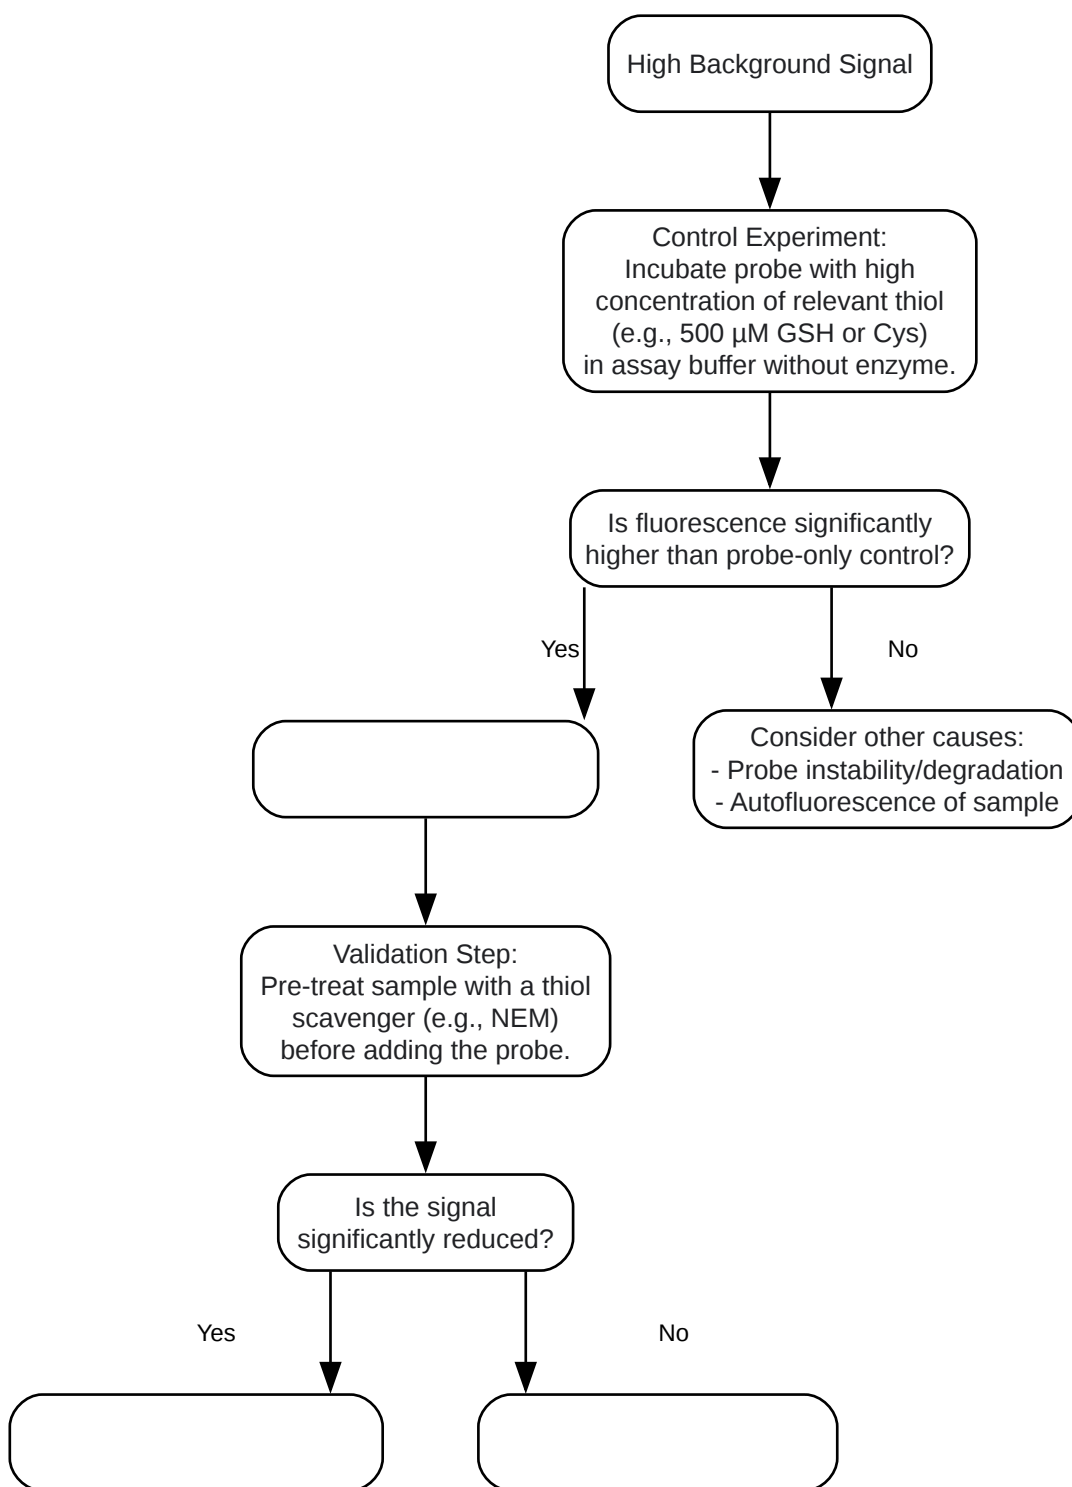 High Background Signal
Control Experiment:
Incubate probe with high
concentration of relevant thiol
(e.g., 500 µM GSH or Cys)
in assay buffer without enzyme.
Is fluorescence significantly
higher than probe-only control?
Yes
No
Consider other causes:
- Probe instability/degradation
- Autofluorescence of sample
Validation Step:
Pre-treat sample with a thiol
scavenger (e.g., NEM)
before adding the probe.
Is the signal
significantly reduced?
Yes
No